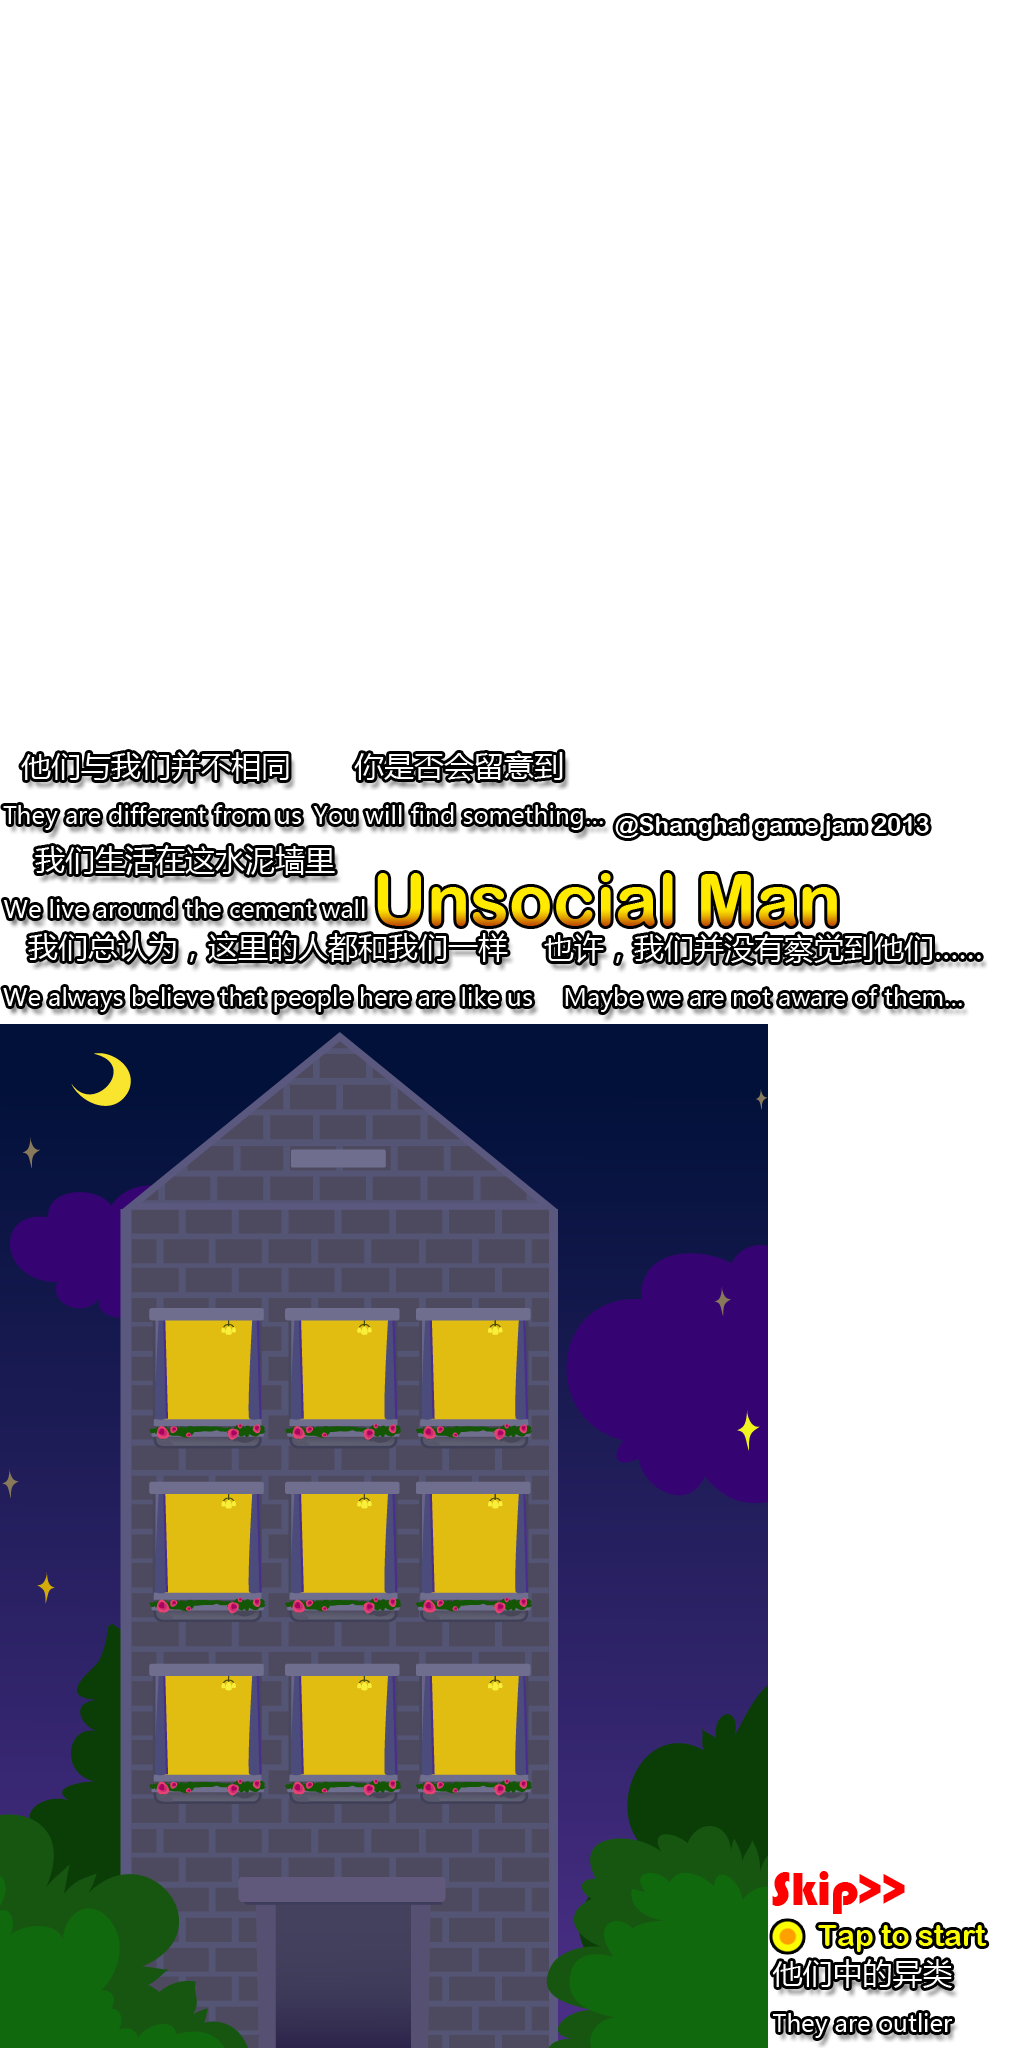 他们与我们并不相同
你是否会留意到
They are different from us
You will find something...
@Shanghai game jam 2013
我们生活在这水泥墙里
We live around the cement wall
Unsocial Man
我们总认为，这里的人都和我们一样
也许，我们并没有察觉到他们......
We always believe that people here are like us
Maybe we are not aware of them...
Skip>>
Tap to start
他们中的异类
They are outlier